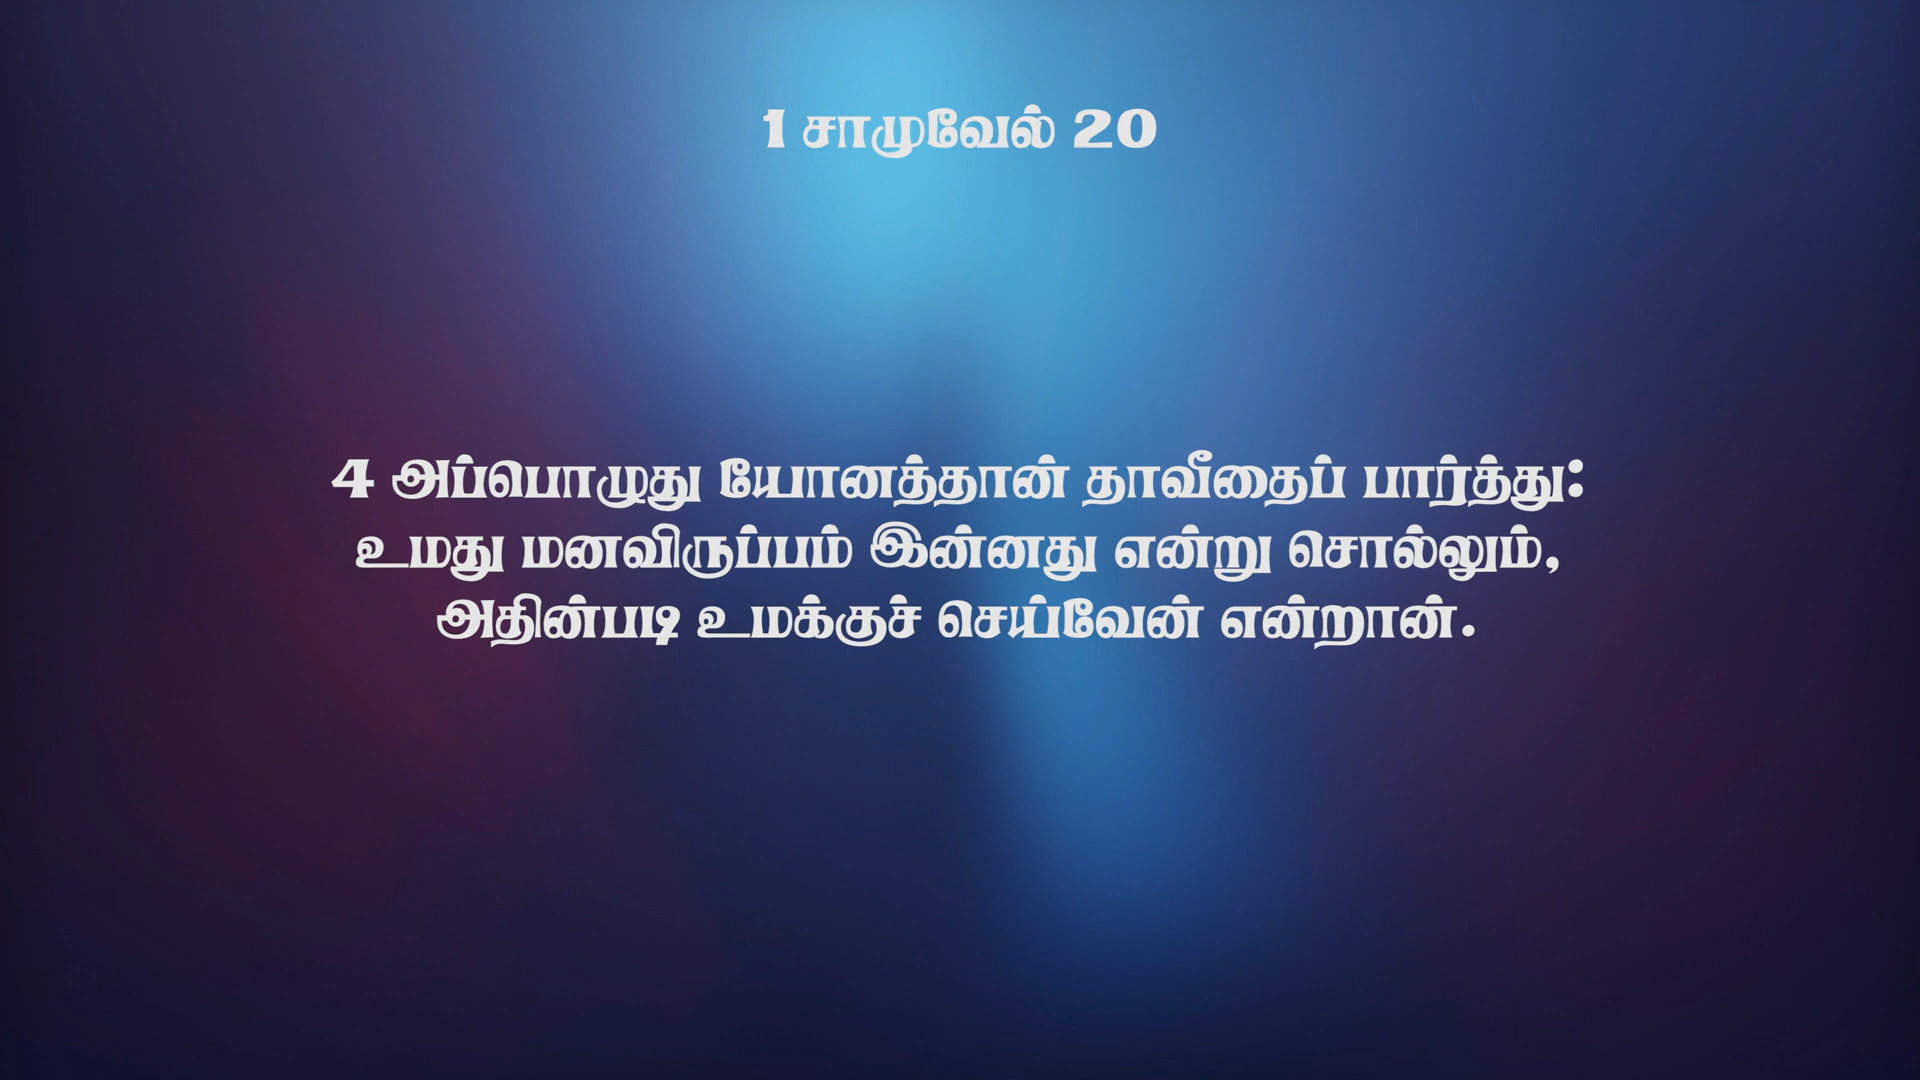 1 சாமுவேல் 20
4 அப்பொழுது யோனத்தான் தாவீதைப் பார்த்து:
உமது மனவிருப்பம் இன்னது என்று சொல்லும்,
அதின்படி உமக்குச் செய்வேன் என்றான்.